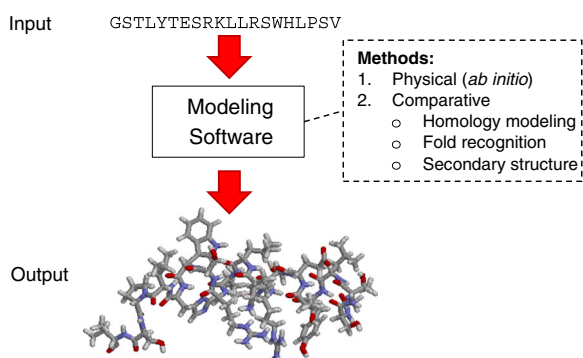 Input
GSTLYTESRKLLRSWHLPSV
Modeling
Software
Methods:
1. Physical (ab initio)
2. Comparative
o Homology modeling
o Fold recognition
o Secondary structure
Output